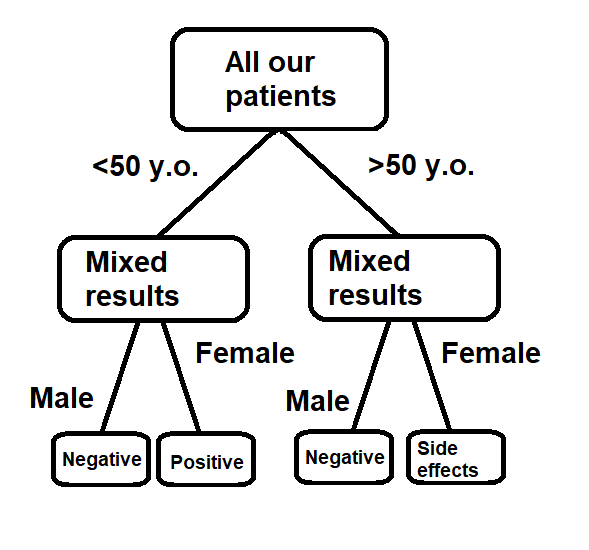 All our
patients
<50 y.o.
>50 y.o.
Mixed
results
Mixed
results
Male
Female
Male
Female
Negative
Positive
Negative
Side
effects